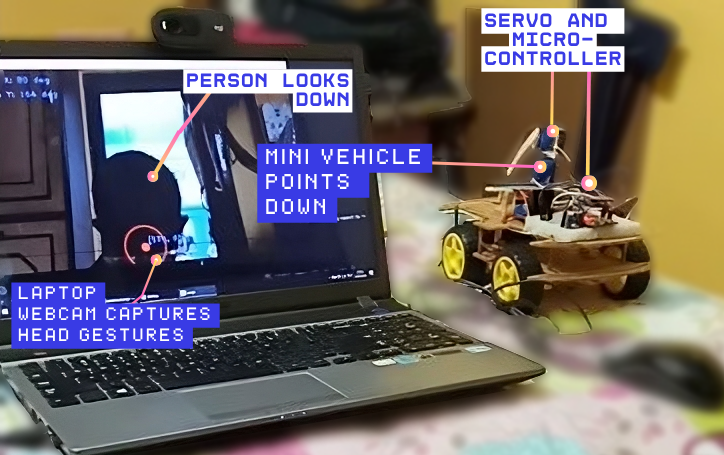 SERVO AND
MICRO-
CONTROLLER
PERSON LOOKS
DOWN
MINI VEHICLE
POINTS
DOWN
LAPTOP
WEBCAM CAPTURES
HEAD GESTURES